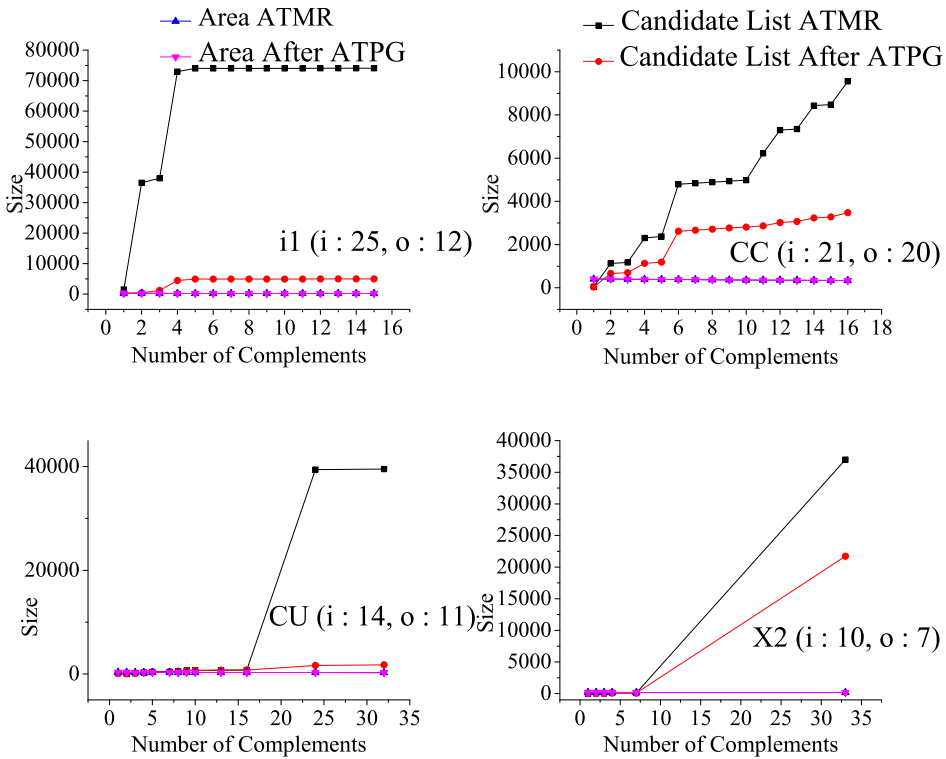 Area ATMR
Area After ATPG
Candidate List ATMR
Candidate List After ATPG
80000
70000
60000
50000
40000
30000
20000
10000
0
Size
i1 (i : 25, o : 12)
0 2 4 6 8 10 12 14 16
Number of Complements
10000
8000
6000
4000
2000
0
Size
CC (i : 21, o : 20)
0 2 4 6 8 10 12 14 16 18
Number of Complements
40000
20000
0
Size
CU (i : 14, o : 11)
0 5 10 15 20 25 30 35
Number of Complements
40000
35000
30000
25000
20000
15000
10000
5000
0
Size
X2 (i : 10, o : 7)
0 5 10 15 20 25 30 35
Number of Complements